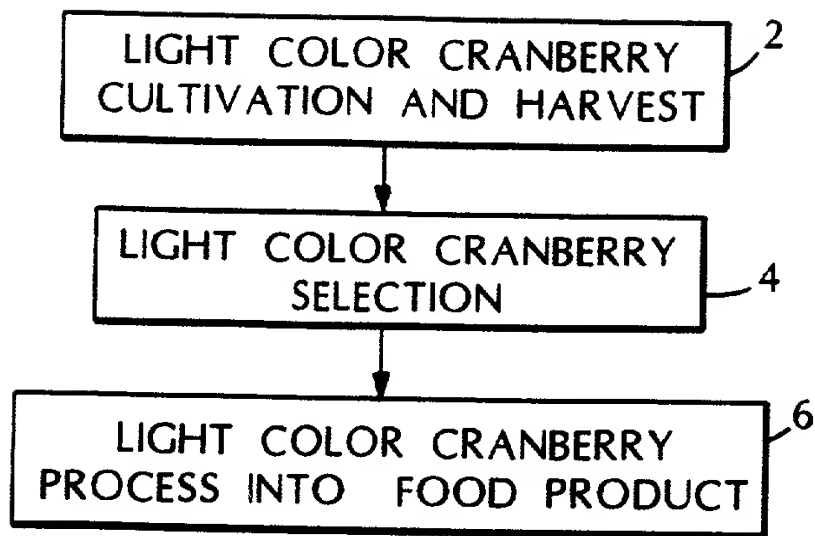 LIGHT COLOR CRANBERRY
CULTIVATION AND HARVEST
2
LIGHT COLOR CRANBERRY
SELECTION
4
LIGHT COLOR CRANBERRY
PROCESS INTO FOOD PRODUCT
6